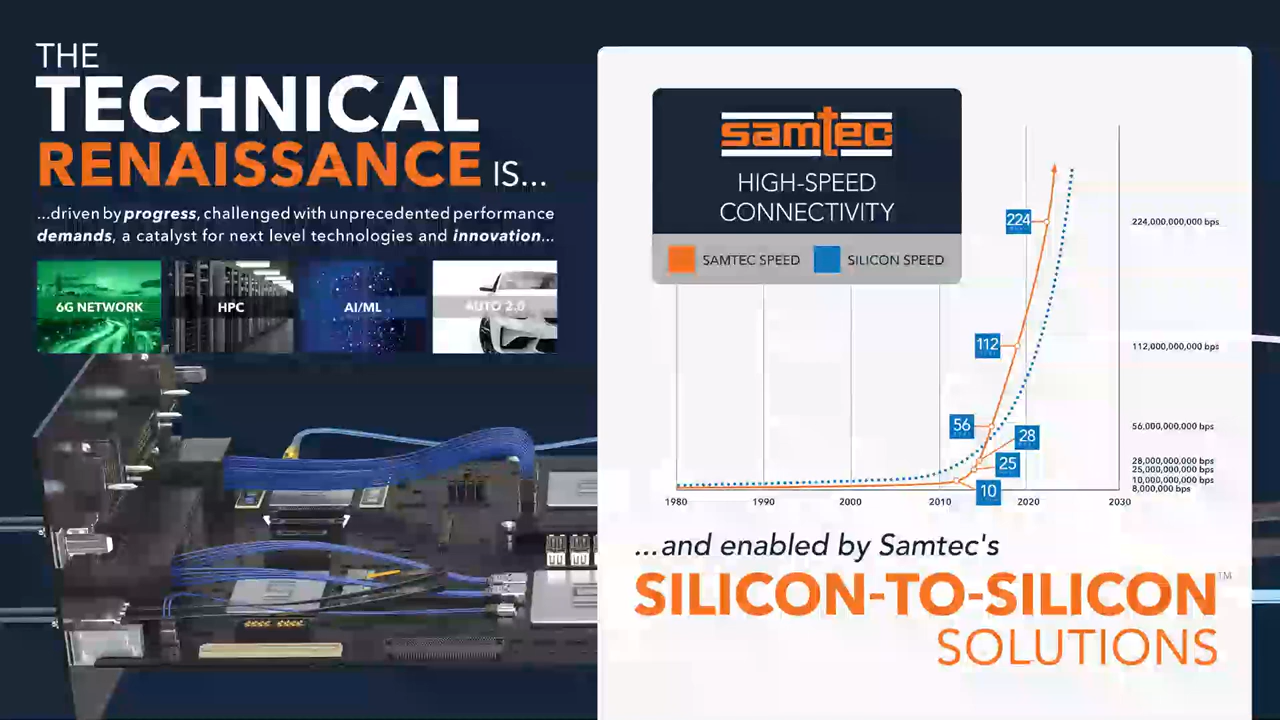 THE
TECHNICAL
RENAISSANCE IS...
...driven by progress, challenged with unprecedented performance
demands, a catalyst for next level technologies and innovation...
6G NETWORK
HPC
AI/ML
AUTO 2.0
samtec
HIGH-SPEED
CONNECTIVITY
SAMTEC SPEED
SILICON SPEED
224
112
56
28
25
10
224,000,000,000 bps
112,000,000,000 bps
56,000,000,000 bps
28,000,000,000 bps
25,000,000,000 bps
10,000,000,000 bps
8,000,000 bps
1980
1990
2000
2010
2020
2030
...and enabled by Samtec's
SILICON-TO-SILICON™
SOLUTIONS